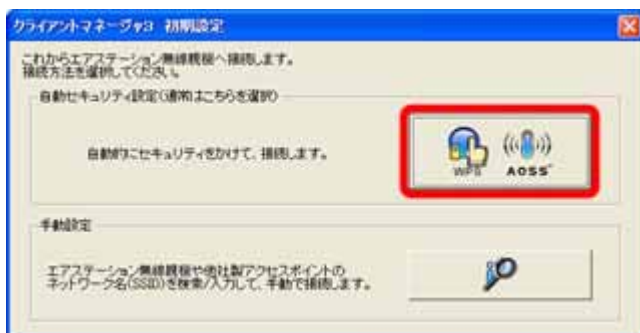 クライアントマネージャ3 初期設定
これからエアステーション無線親機へ接続します。
接続方法を選択してください。
自動セキュリティ設定(通常はこちらを選択)
自動的にセキュリティをかけて、接続します。
WPS AOSS
手動設定
エアステーション無線親機や他社製アクセスポイントの
ネットワーク名(SSID)を検索/入力して、手動で接続します。